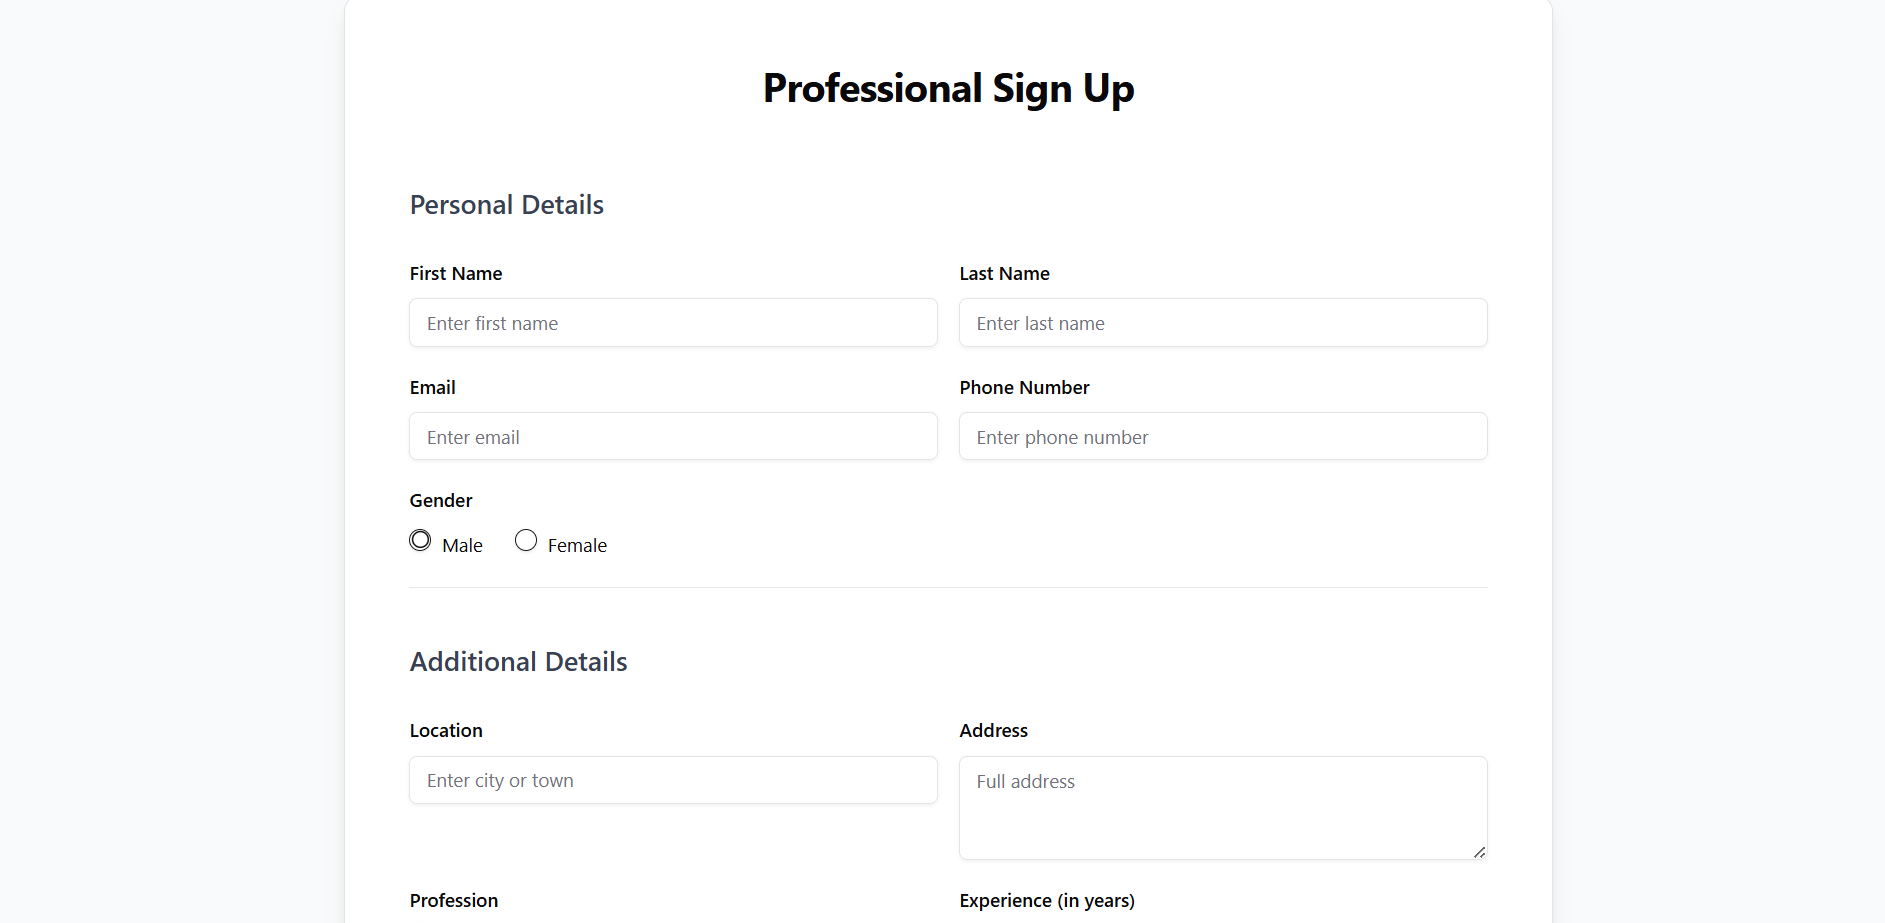 Professional Sign Up
Personal Details
First Name
Last Name
Enter first name
Enter last name
Email
Phone Number
Enter email
Enter phone number
Gender
Male
Female
Additional Details
Location
Address
Enter city or town
Full address
Profession
Experience (in years)